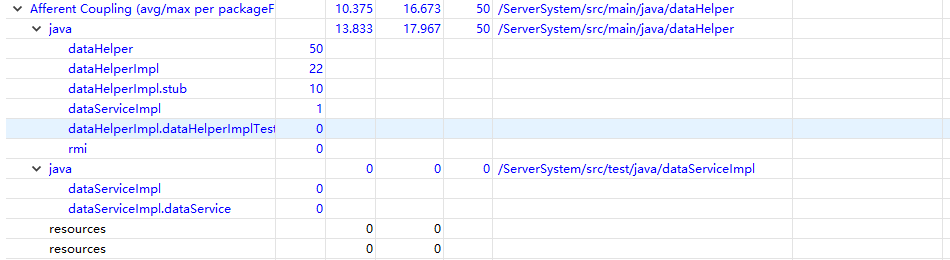 Afferent Coupling (avg/max per packageF 10.375 16.673 50 /ServerSystem/src/main/java/dataHelper
java 13.833 17.967 50 /ServerSystem/src/main/java/dataHelper
dataHelper 50
dataHelperImpl 22
dataHelperImpl.stub 10
dataServiceImpl 1
dataHelperImpl.dataHelperImplTest 0
rmi 0
java 0 0 0 /ServerSystem/src/test/java/dataServiceImpl
dataServiceImpl 0
dataServiceImpl.dataService 0
resources 0 0
resources 0 0